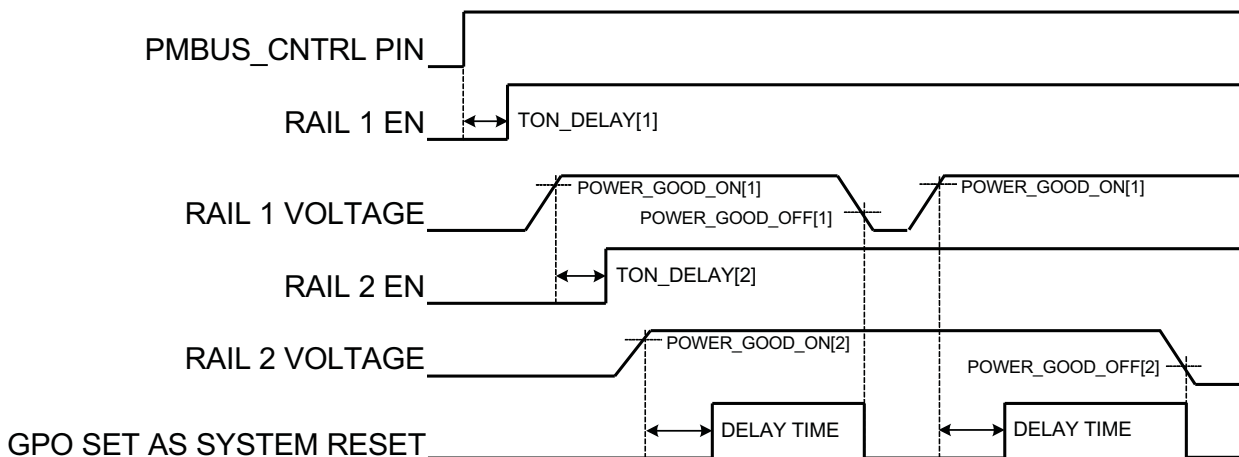 PMBUS_CNTRL PIN
RAIL 1 EN
TON_DELAY[1]
RAIL 1 VOLTAGE
POWER_GOOD_ON[1]
POWER_GOOD_OFF[1]
POWER_GOOD_ON[1]
RAIL 2 EN
TON_DELAY[2]
RAIL 2 VOLTAGE
POWER_GOOD_ON[2]
POWER_GOOD_OFF[2]
GPO SET AS SYSTEM RESET
DELAY TIME
DELAY TIME